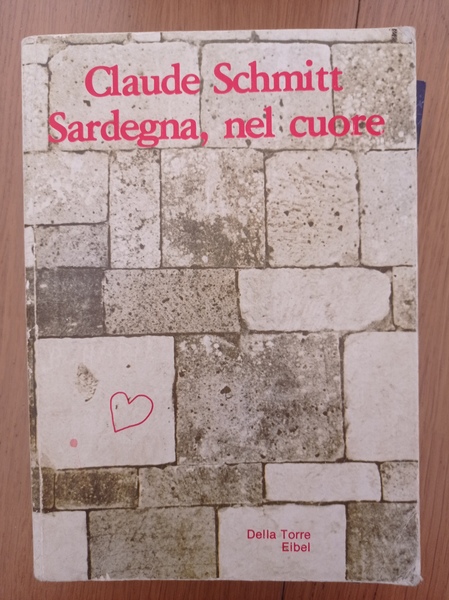 Claude Schmitt
Sardegna, nel cuore
Della Torre
Eibel